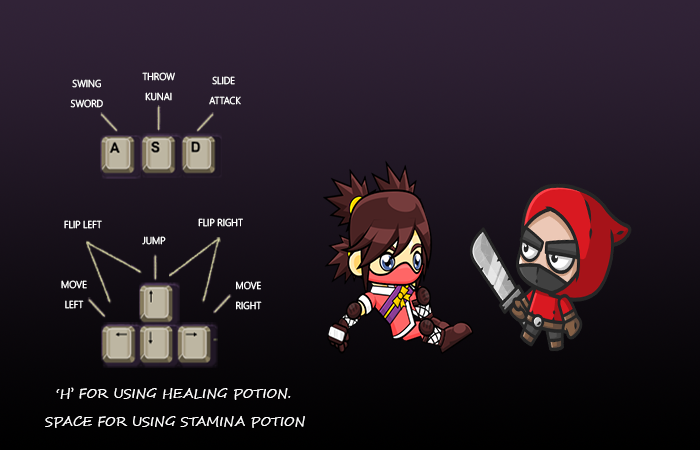 SWING
SWORD
THROW
KUNAI
SLIDE
ATTACK
A
S
D
FLIP LEFT
JUMP
FLIP RIGHT
MOVE
LEFT
MOVE
RIGHT
↑
← ↓ →
‘H’ FOR USING HEALING POTION.
SPACE FOR USING STAMINA POTION